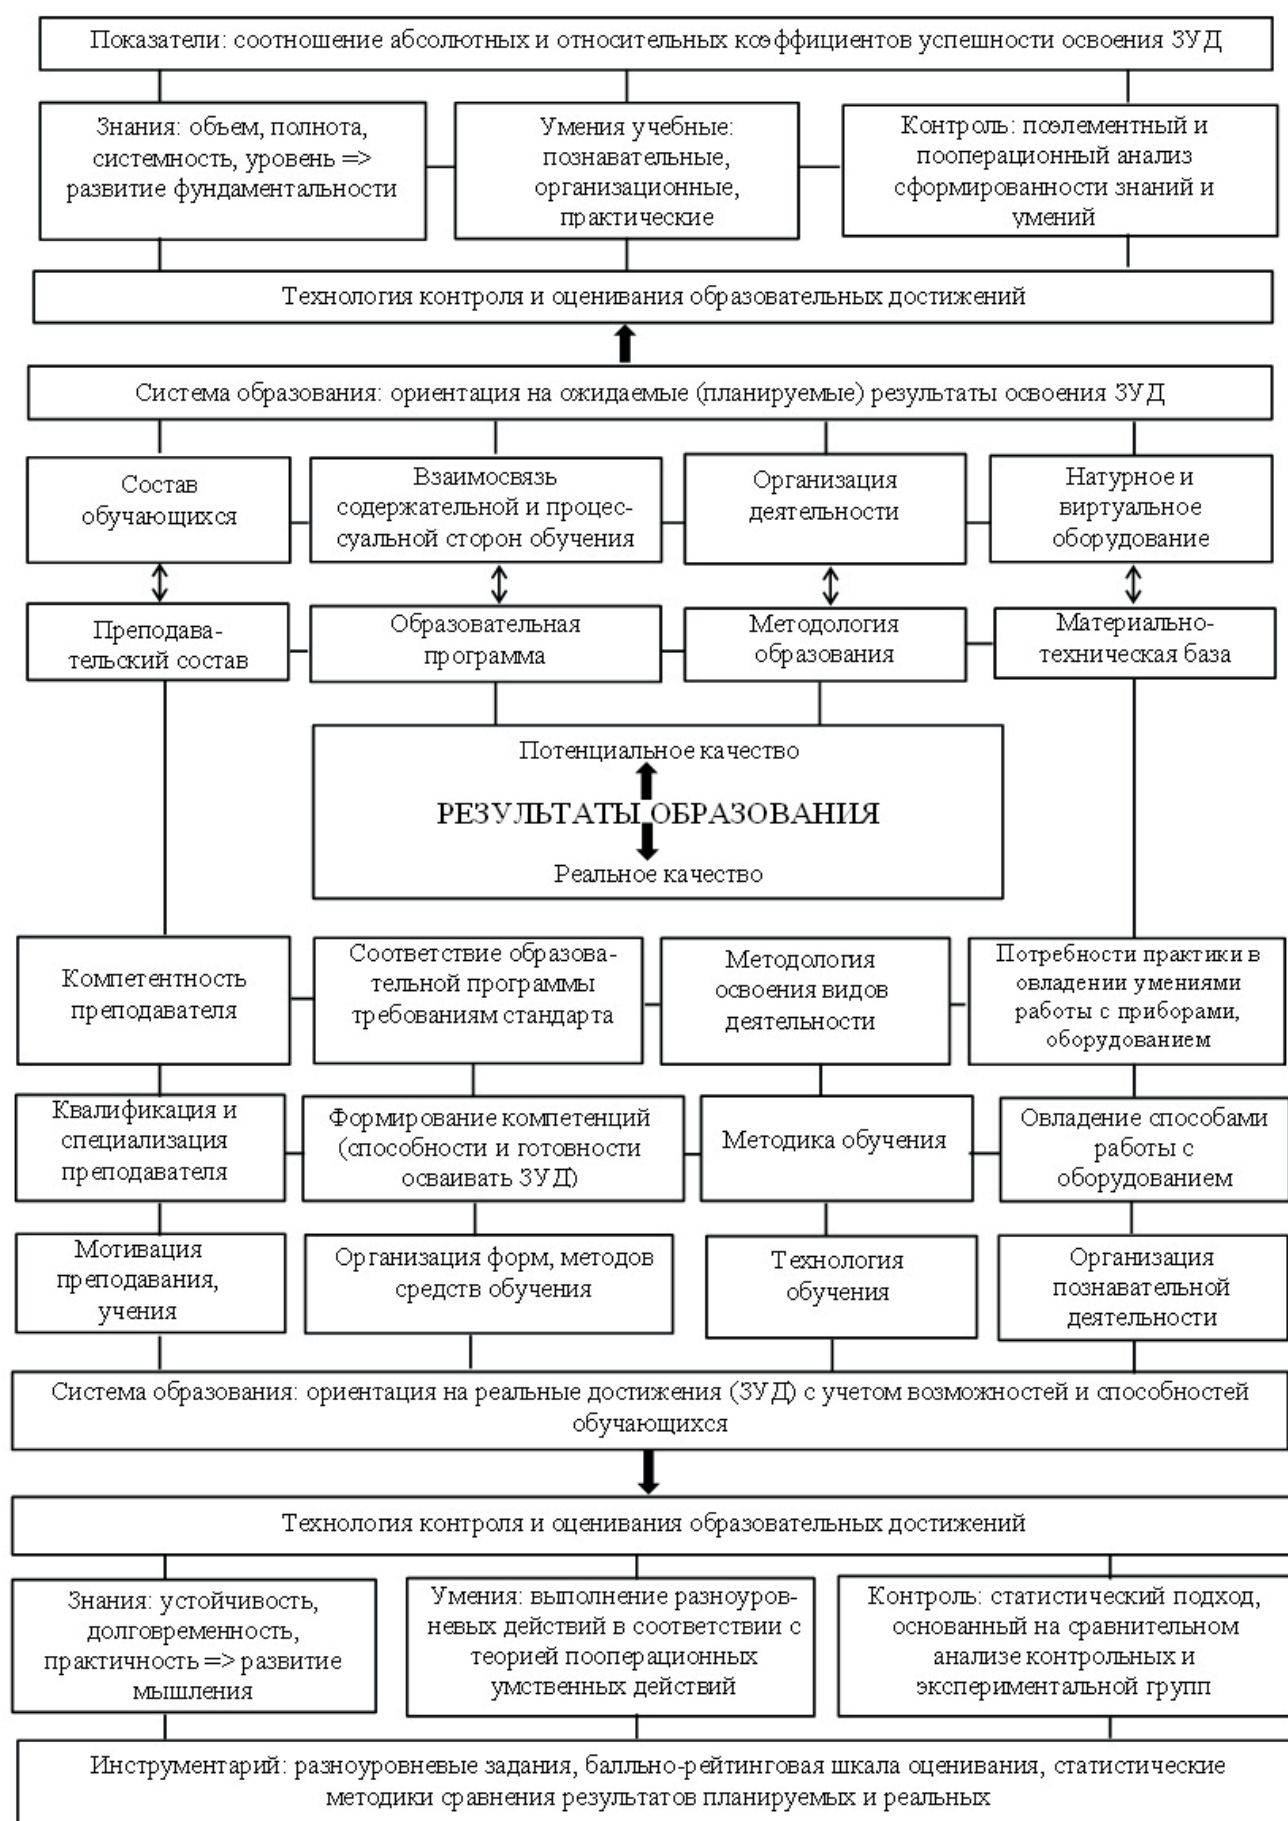 Показатели: соотношение абсолютных и относительных коэффициентов успешности освоения ЗУД
Знания: объем, полнота,
системность, уровень =>
развитие фундаментальности
Умения учебные:
познавательные,
организационные,
практические
Контроль: поэлементный и
пооперационный анализ
сформированности знаний и
умений
Технология контроля и оценивания образовательных достижений
Система образования: ориентация на ожидаемые (планируемые) результаты освоения ЗУД
Состав
обучающихся
Взаимосвязь
содержательной и процес-
суальной сторон обучения
Организация
деятельности
Натурное и
виртуальное
оборудование
Преподава-
тельский состав
Образовательная
программа
Методология
образования
Материально-
техническая база
Потенциальное качество
РЕЗУЛЬТАТЫ ОБРАЗОВАНИЯ
Реальное качество
Компетентность
преподавателя
Соответствие образова-
тельной программы
требованиям стандарта
Методология
освоения видов
деятельности
Потребности практики в
овладении умениями
работы с приборами,
оборудованием
Квалификация и
специализация
преподавателя
Формирование компетенций
(способности и готовности
осваивать ЗУД)
Методика обучения
Овладение способами
работы с
оборудованием
Мотивация
преподавания,
учения
Организация форм, методов
средств обучения
Технология
обучения
Организация
познавательной
деятельности
Система образования: ориентация на реальные достижения (ЗУД) с учетом возможностей и способностей
обучающихся
Технология контроля и оценивания образовательных достижений
Знания: устойчивость,
долговременность,
практичность => развитие
мышления
Умения: выполнение разноуров-
невых действий в соответствии с
теорией пооперационных
умственных действий
Контроль: статистический подход,
основанный на сравнительном
анализе контрольных и
экспериментальной групп
Инструментарий: разноуровневые задания, балльно-рейтинговая шкала оценивания, статистические
методики сравнения результатов планируемых и реальных